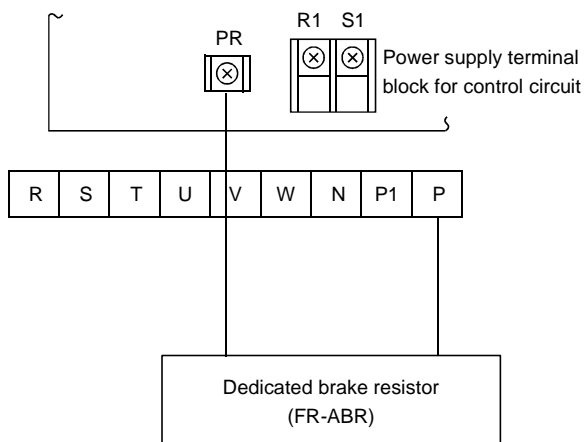 R1 S1
PR
Power supply terminal
block for control circuit
R S T U V W N P1 P
Dedicated brake resistor
(FR-ABR)